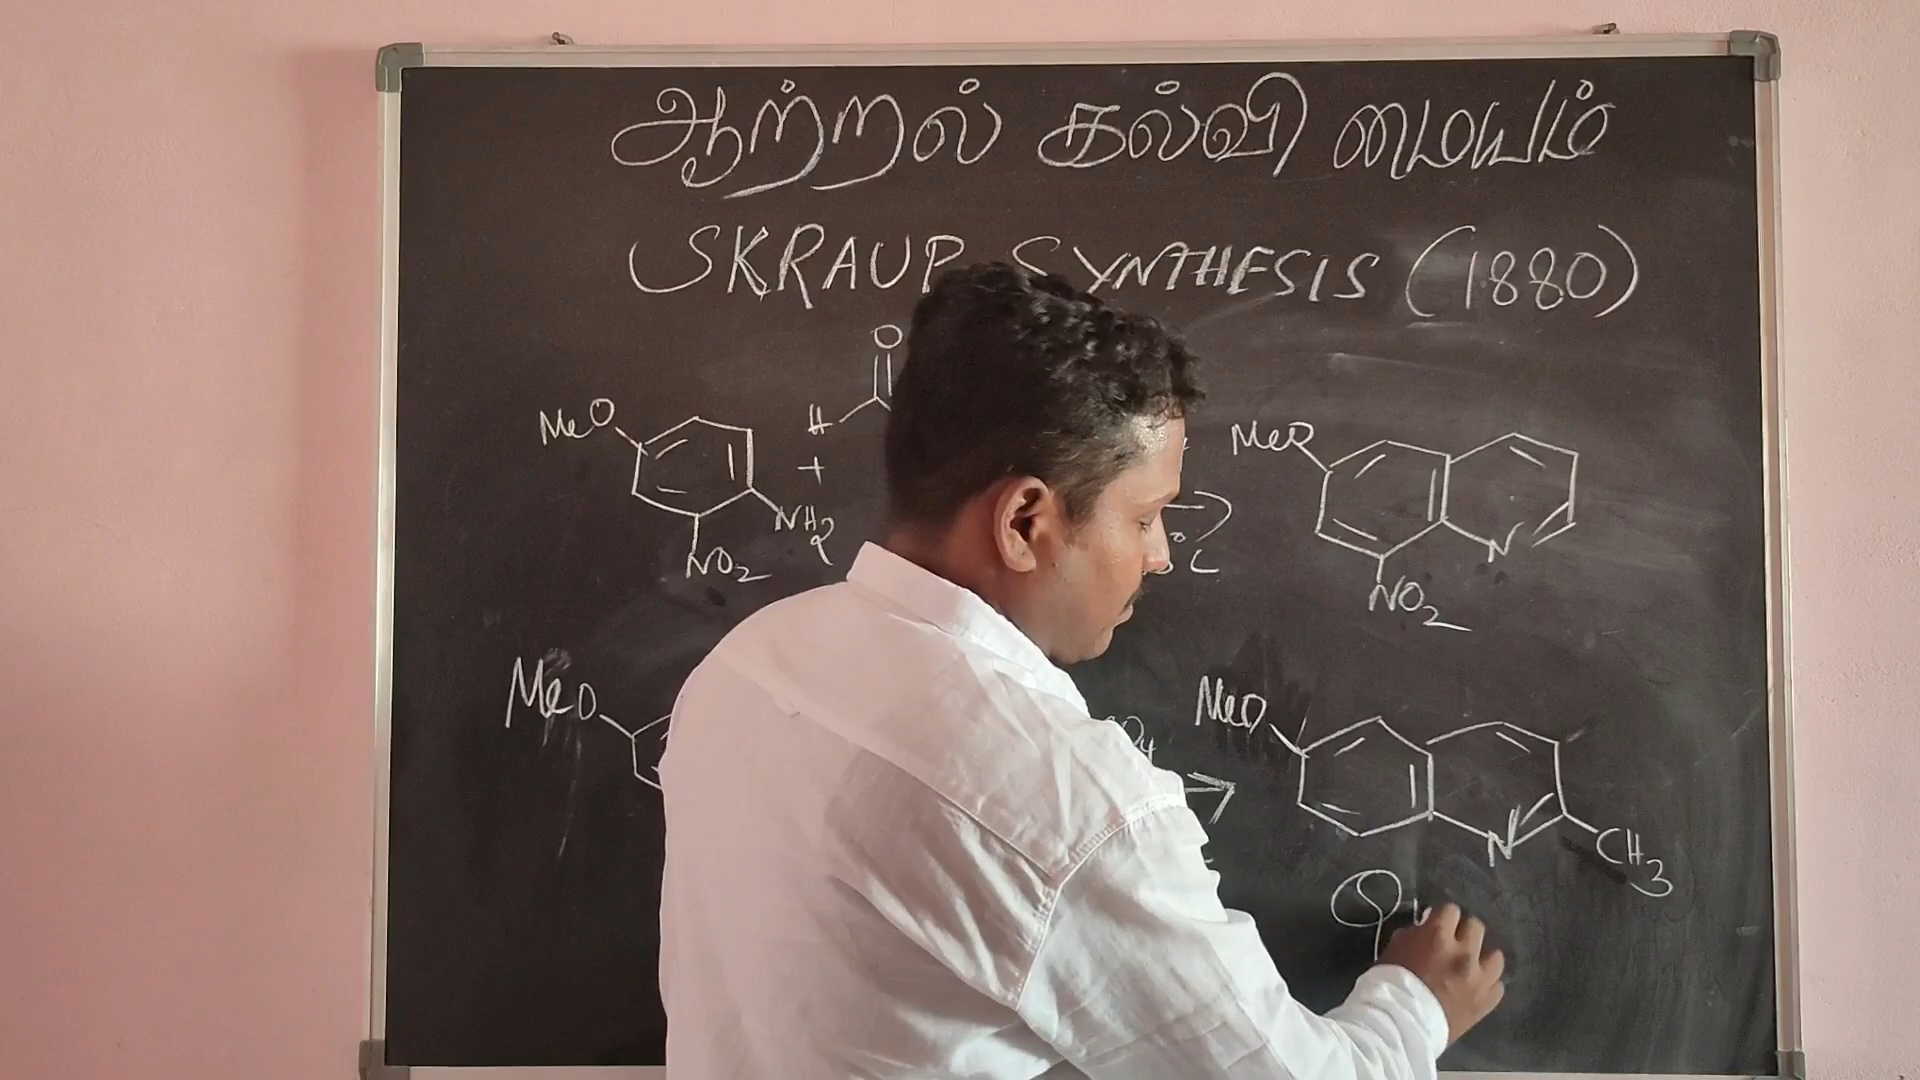 ஆற்றல் கல்வி மையம்
SKRAUP SYNTHESIS (1880)
O
MeO H MeO
+
NH2 N
NO2 NO2
MeO MeO
N CH3